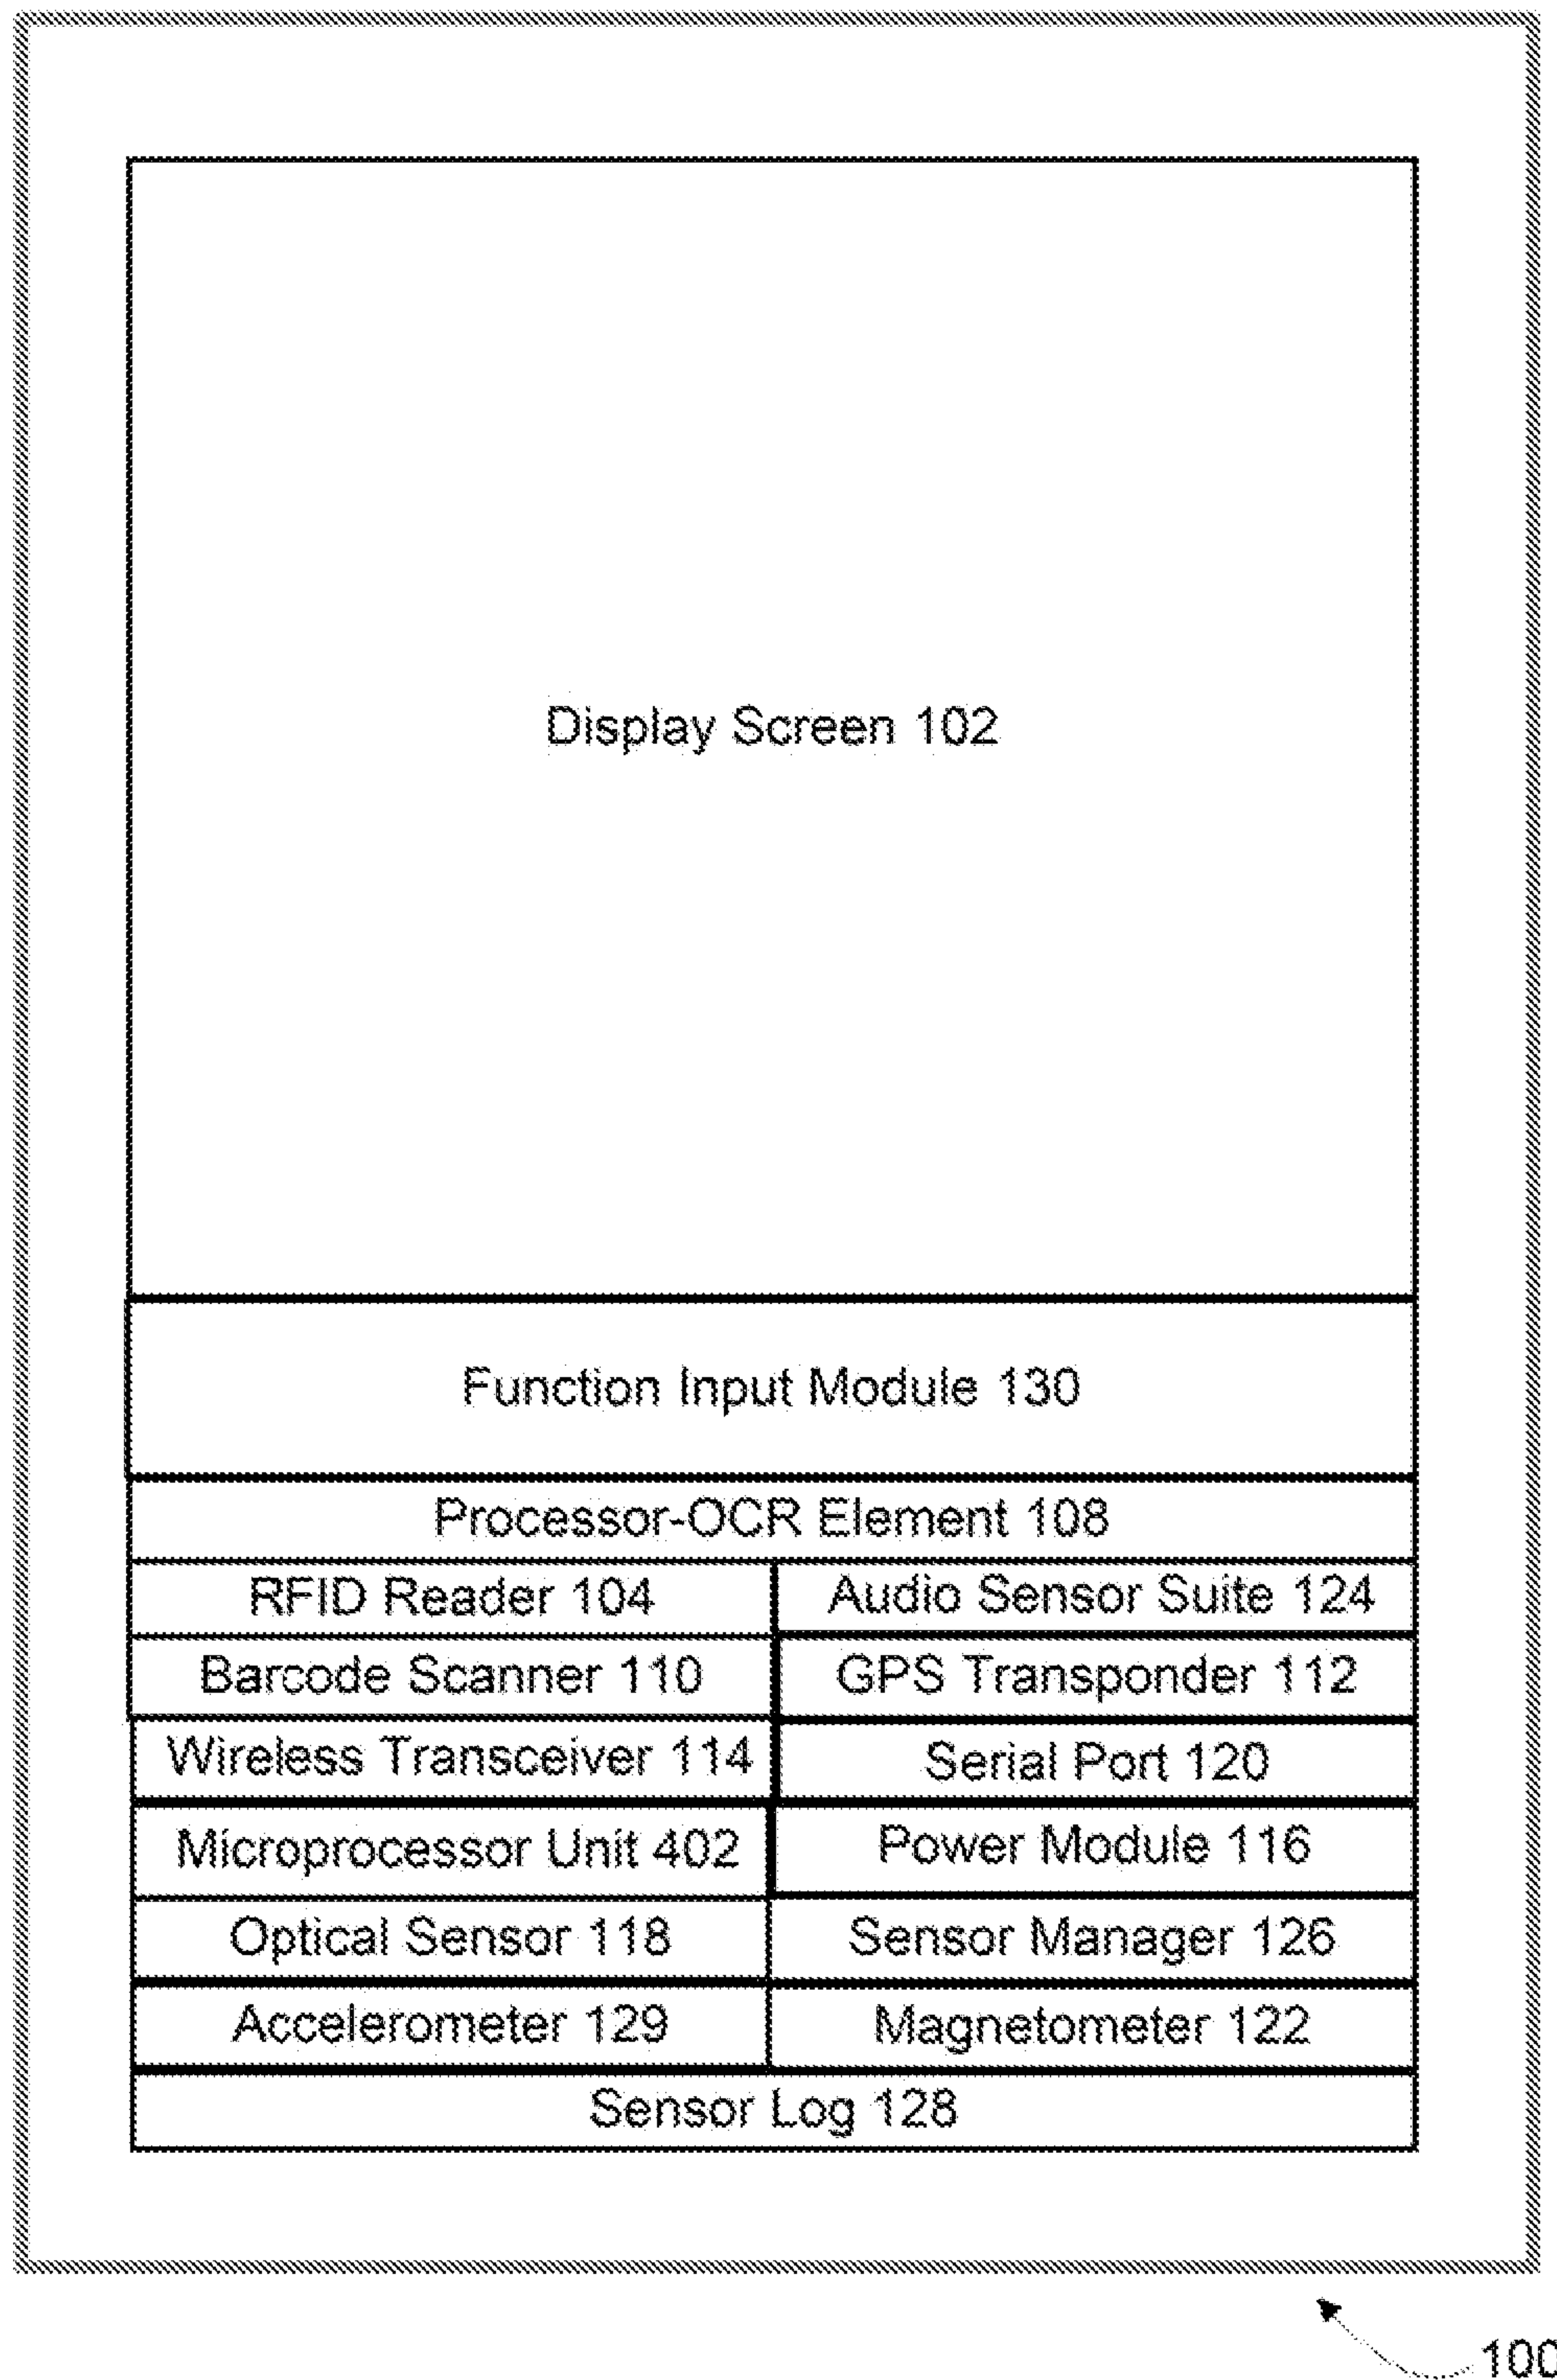 Display Screen 102
Function Input Module 130
Processor-OCR Element 108
RFID Reader 104
Audio Sensor Suite 124
Barcode Scanner 110
GPS Transponder 112
Wireless Transceiver 114
Serial Port 120
Microprocessor Unit 402
Power Module 116
Optical Sensor 118
Sensor Manager 126
Accelerometer 129
Magnetometer 122
Sensor Log 128
100